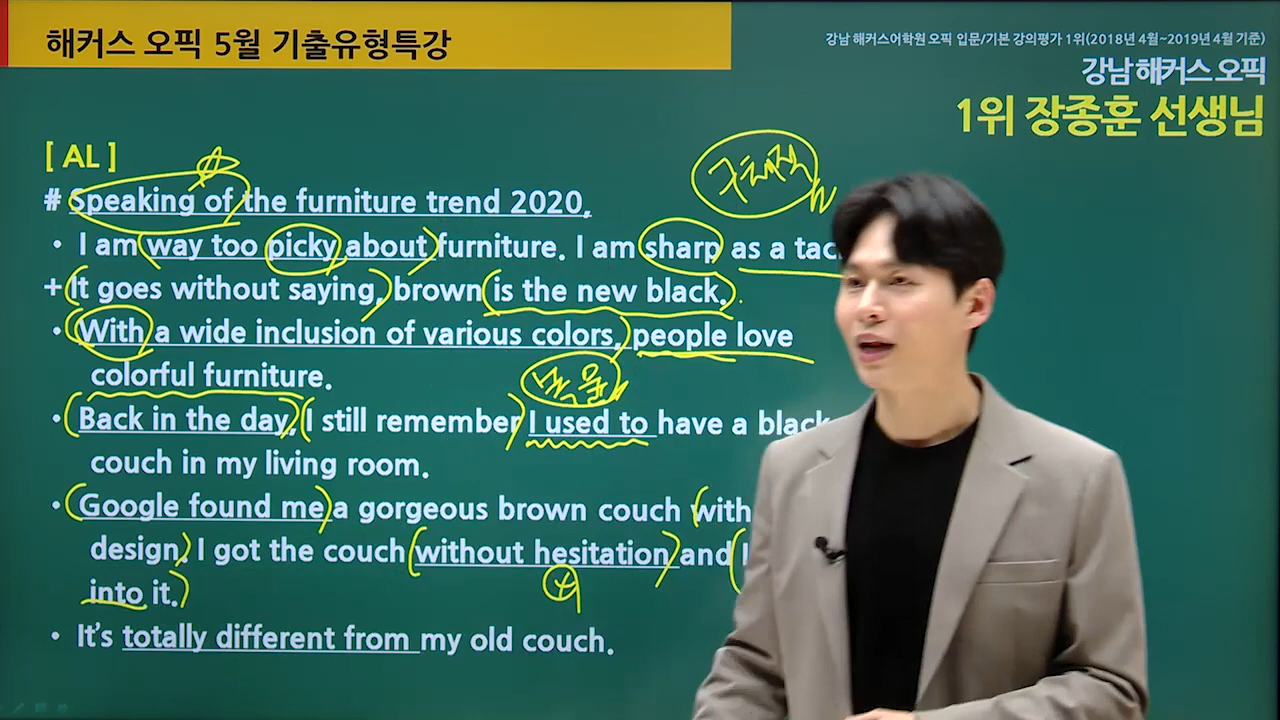 해커스 오픽 5월 기출유형특강
강남 해커스어학원 오픽 입문/기본 강의평가 1위(2018년 4월~2019년 4월 기준)
강남 해커스 오픽
1위 장종훈 선생님
[ AL ]
# Speaking of the furniture trend 2020,
구체적
• I am way too picky about furniture. I am sharp as a tac
+ It goes without saying, brown is the new black.
• With a wide inclusion of various colors, people love
colorful furniture.
• Back in the day, I still remember I used to have a black
couch in my living room.
• Google found me a gorgeous brown couch with
design. I got the couch without hesitation and I
into it.
• It's totally different from my old couch.